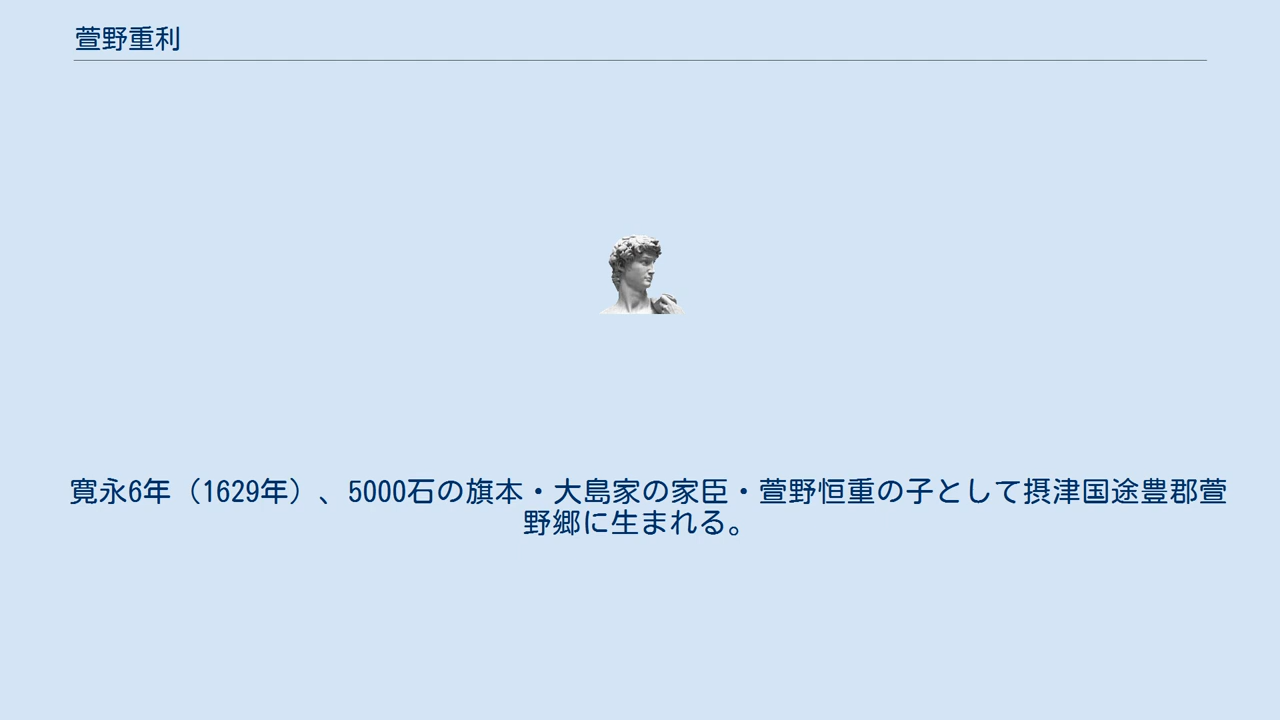 萱野重利
寛永6年（1629年）、5000石の旗本・大島家の家臣・萱野恒重の子として摂津国途豊郡萱
野郷に生まれる。